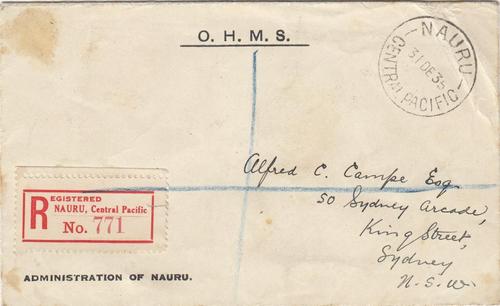 O. H. M. S.
NAURU
31 DE 35
CENTRAL PACIFIC
Alfred C. Campe Esq.
50 Sydney Arcade,
King Street,
Sydney
N. S. W.
REGISTERED
NAURU, Central Pacific
No. 771
ADMINISTRATION OF NAURU.